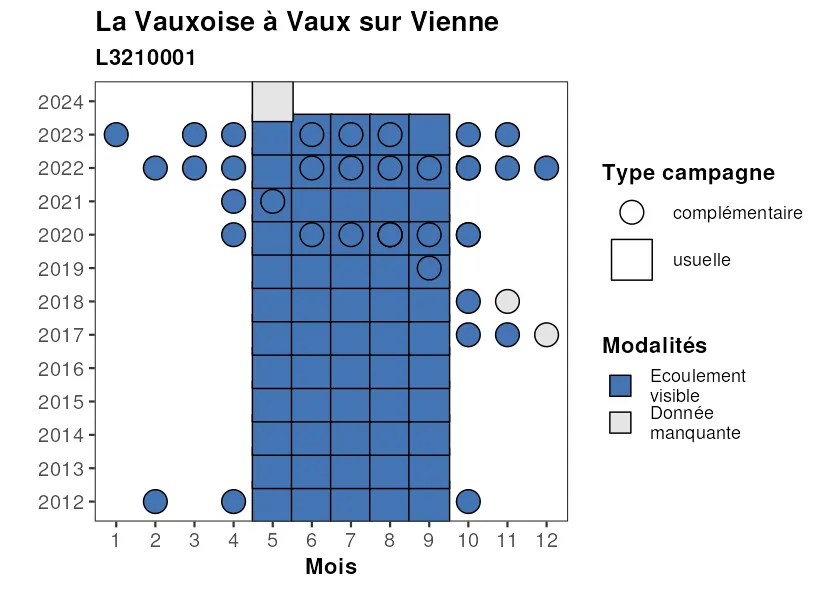 La Vauxoise à Vaux sur Vienne
L3210001
2024
2023
2022
2021
2020
2019
2018
2017
2016
2015
2014
2013
2012
1 2 3 4 5 6 7 8 9 10 11 12
Mois
Type campagne
complémentaire
usuelle
Modalités
Ecoulement
visible
Donnée
manquante